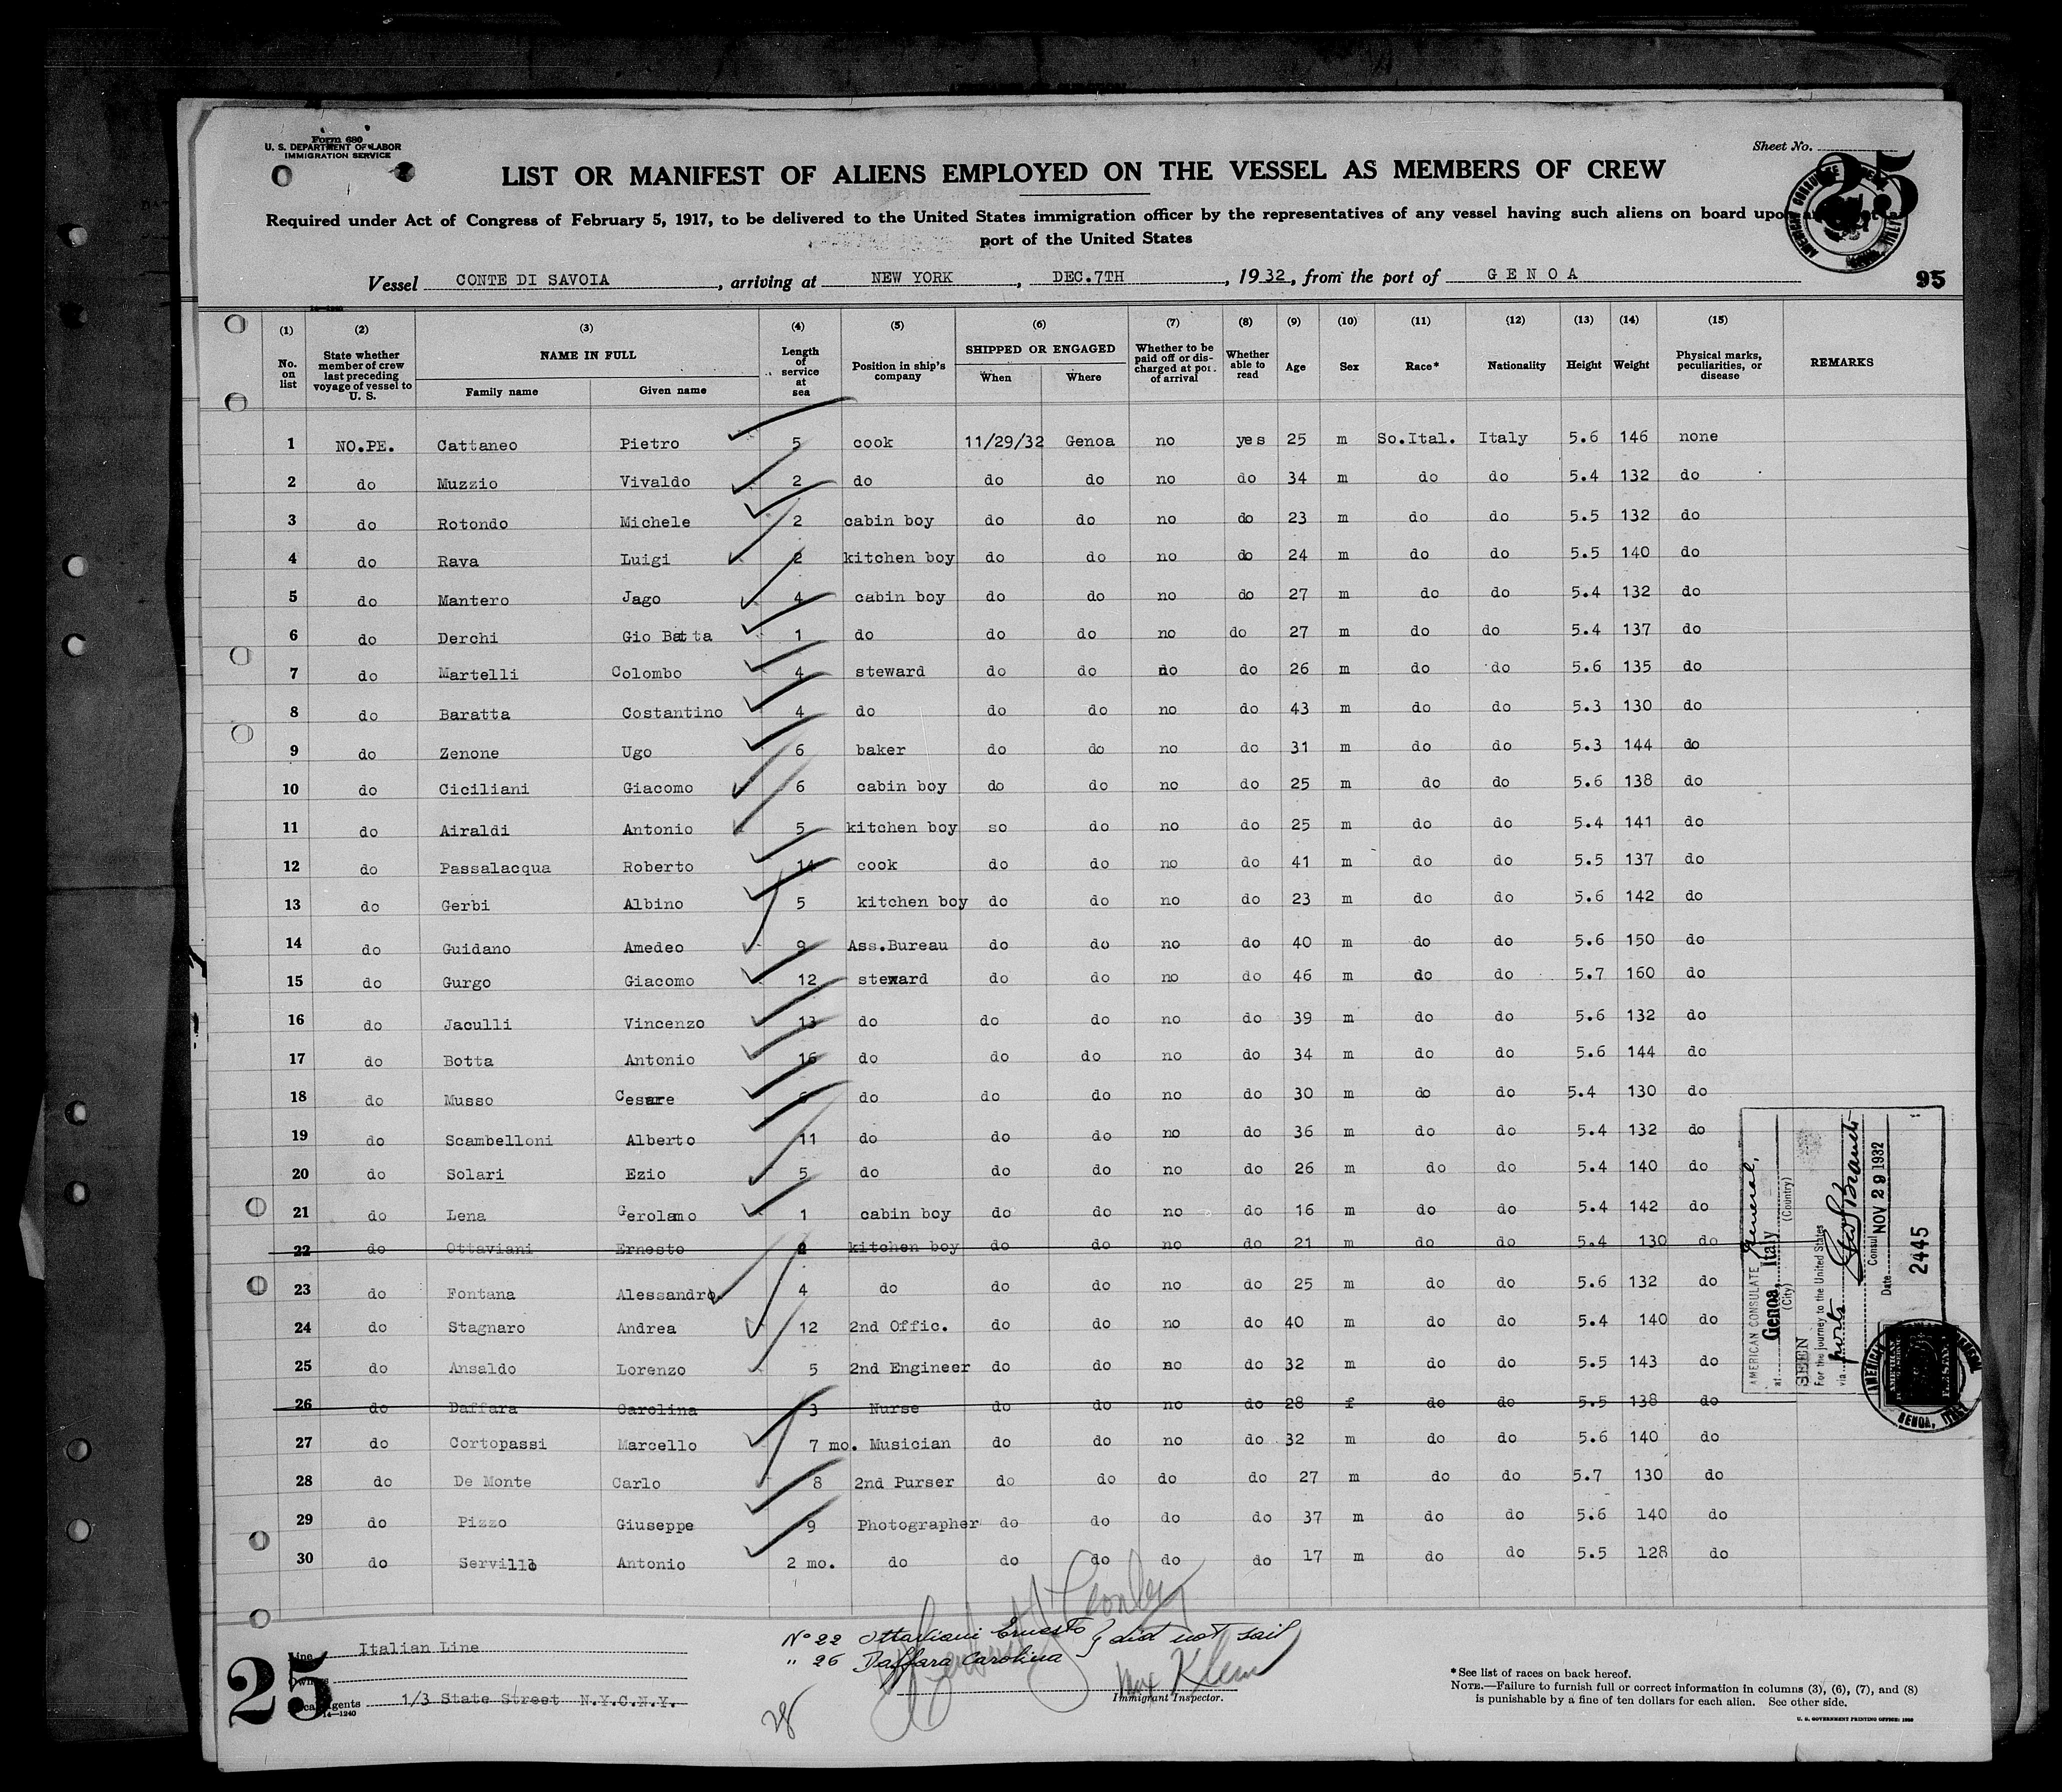 Form 680
U. S. DEPARTMENT OF LABOR
IMMIGRATION SERVICE
Sheet No.
25
LIST OR MANIFEST OF ALIENS EMPLOYED ON THE VESSEL AS MEMBERS OF CREW
Required under Act of Congress of February 5, 1917, to be delivered to the United States immigration officer by the representatives of any vessel having such aliens on board upon
port of the United States
Vessel CONTE DI SAVOIA, arriving at NEW YORK, DEC.7TH, 1932, from the port of GENOA
95
(1) (2) (3) (4) (5) (6) (7) (8) (9) (10) (11) (12) (13) (14) (15)
No. on list State whether member of crew last preceding voyage of vessel to U. S. NAME IN FULL Family name Given name Length of service at sea Position in ship's company SHIPPED OR ENGAGED When Where Whether to be paid off or discharged at port of arrival Whether able to read Age Sex Race* Nationality Height Weight Physical marks, peculiarities, or disease REMARKS
1 NO.PE. Cattaneo Pietro 5 cook 11/29/32 Genoa no yes 25 m So.Ital. Italy 5.6 146 none
2 do Muzzio Vivaldo 2 do do do no do 34 m do do 5.4 132 do
3 do Rotondo Michele 2 cabin boy do do no do 23 m do do 5.5 132 do
4 do Rava Luigi 2 kitchen boy do do no do 24 m do do 5.5 140 do
5 do Mantero Jago 4 cabin boy do do no do 27 m do do 5.4 132 do
6 do Derchi Gio Batta 1 do do do no do 27 m do do 5.4 137 do
7 do Martelli Colombo 4 steward do do no do 26 m do do 5.6 135 do
8 do Baratta Costantino 4 do do do no do 43 m do do 5.3 130 do
9 do Zenone Ugo 6 baker do do no do 31 m do do 5.3 144 do
10 do Ciciliani Giacomo 6 cabin boy do do no do 25 m do do 5.6 138 do
11 do Airaldi Antonio 5 kitchen boy so do no do 25 m do do 5.4 141 do
12 do Passalacqua Roberto 14 cook do do no do 41 m do do 5.5 137 do
13 do Gerbi Albino 5 kitchen boy do do no do 23 m do do 5.6 142 do
14 do Guidano Amedeo 9 Ass.Bureau do do no do 40 m do do 5.6 150 do
15 do Gurgo Giacomo 12 steward do do no do 46 m do do 5.7 160 do
16 do Jaculli Vincenzo 13 do do do no do 39 m do do 5.6 132 do
17 do Botta Antonio 16 do do do no do 34 m do do 5.6 144 do
18 do Musso Cesare do do do no do 30 m do do 5.4 130 do
19 do Scambelloni Alberto 11 do do do no do 36 m do do 5.4 132 do
20 do Solari Ezio 5 do do do no do 26 m do do 5.4 140 do
21 do Lena Gerolamo 1 cabin boy do do no do 16 m do do 5.4 142 do
22 do Ottaviani Ernesto 2 kitchen boy do do no do 21 m do do 5.4 130 do
23 do Fontana Alessandro 4 do do do no do 25 m do do 5.6 132 do
24 do Stagnaro Andrea 12 2nd Offic. do do no do 40 m do do 5.4 140 do
25 do Ansaldo Lorenzo 5 2nd Engineer do do no do 32 m do do 5.5 143 do
26 do Daffara Carolina 3 Nurse do do no do 28 f do do 5.5 138 do
27 do Cortopassi Marcello 7 mo. Musician do do no do 32 m do do 5.6 140 do
28 do De Monte Carlo 8 2nd Purser do do do do 27 m do do 5.7 130 do
29 do Pizzo Giuseppe 9 Photographer do do do do 37 m do do 5.6 140 do
30 do Servillo Antonio 2 mo. do do do do do 17 m do do 5.5 128 do
AMERICAN CONSULATE General,
at Genoa, Italy
(City) (Country)
SEEN
For the journey to the United States
via ports
Consul
Date NOV 29 1932
2445
GENOA, ITALY
Line Italian Line
Owners
Local Agents 1/3 State Street N.Y.C.N.Y.
14—1240
25
No 22 Ottaviani Ernesto } did not sail
" 26 Daffara Carolina
Max Klein
Immigrant Inspector.
28
*See list of races on back hereof.
NOTE.—Failure to furnish full or correct information in columns (3), (6), (7), and (8)
is punishable by a fine of ten dollars for each alien. See other side.
U. S. GOVERNMENT PRINTING OFFICE: 1929